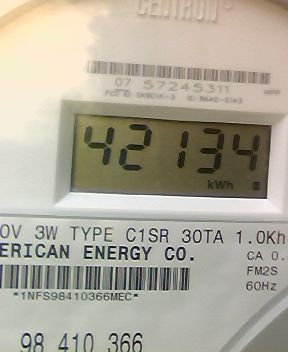 CENTRON
07 57245311
42134
kWh
0V 3W TYPE C1SR 30TA 1.0Kh
ERICAN ENERGY CO.
CA 0.
FM2S
*1NFS98410366MEC*
60Hz
98 410 366